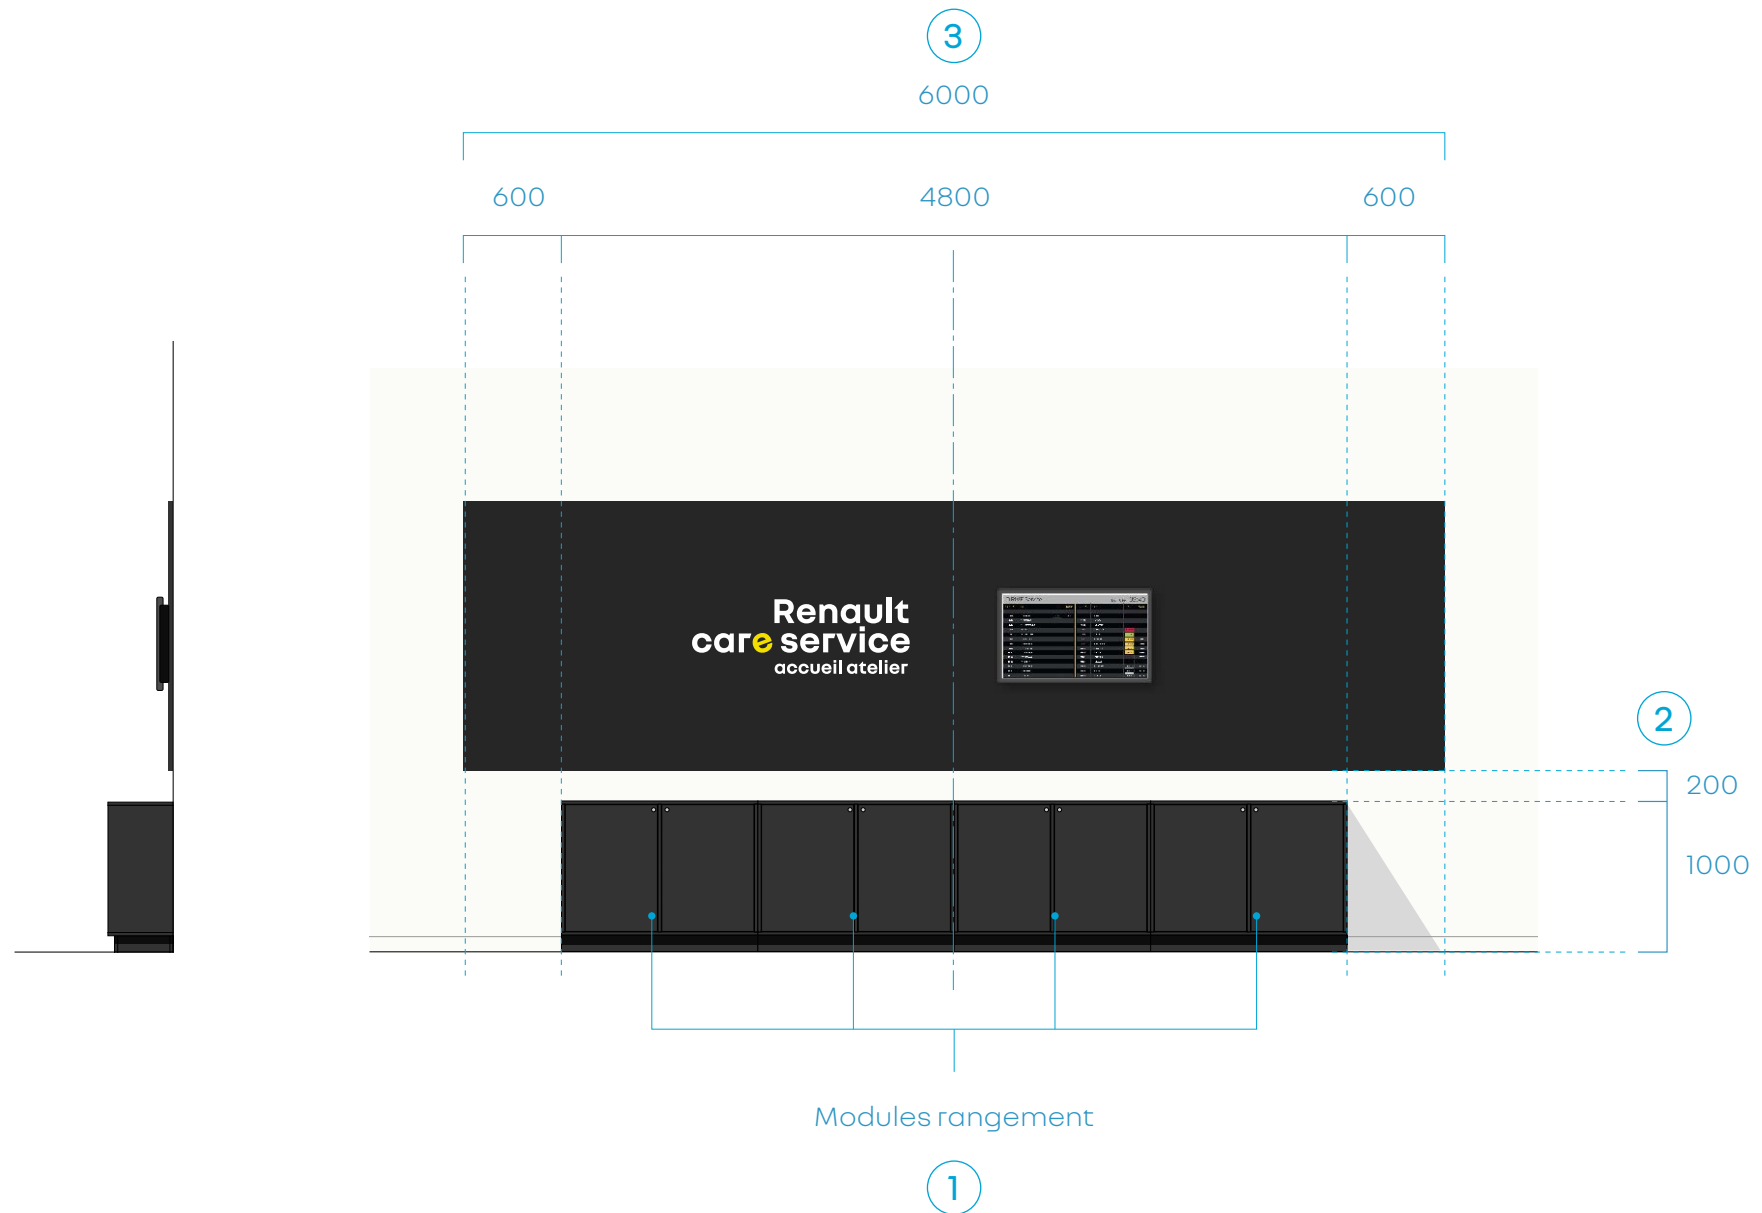 3
6000
600
4800
600
Renault
care service
accueil atelier
2
200
1000
Modules rangement
1